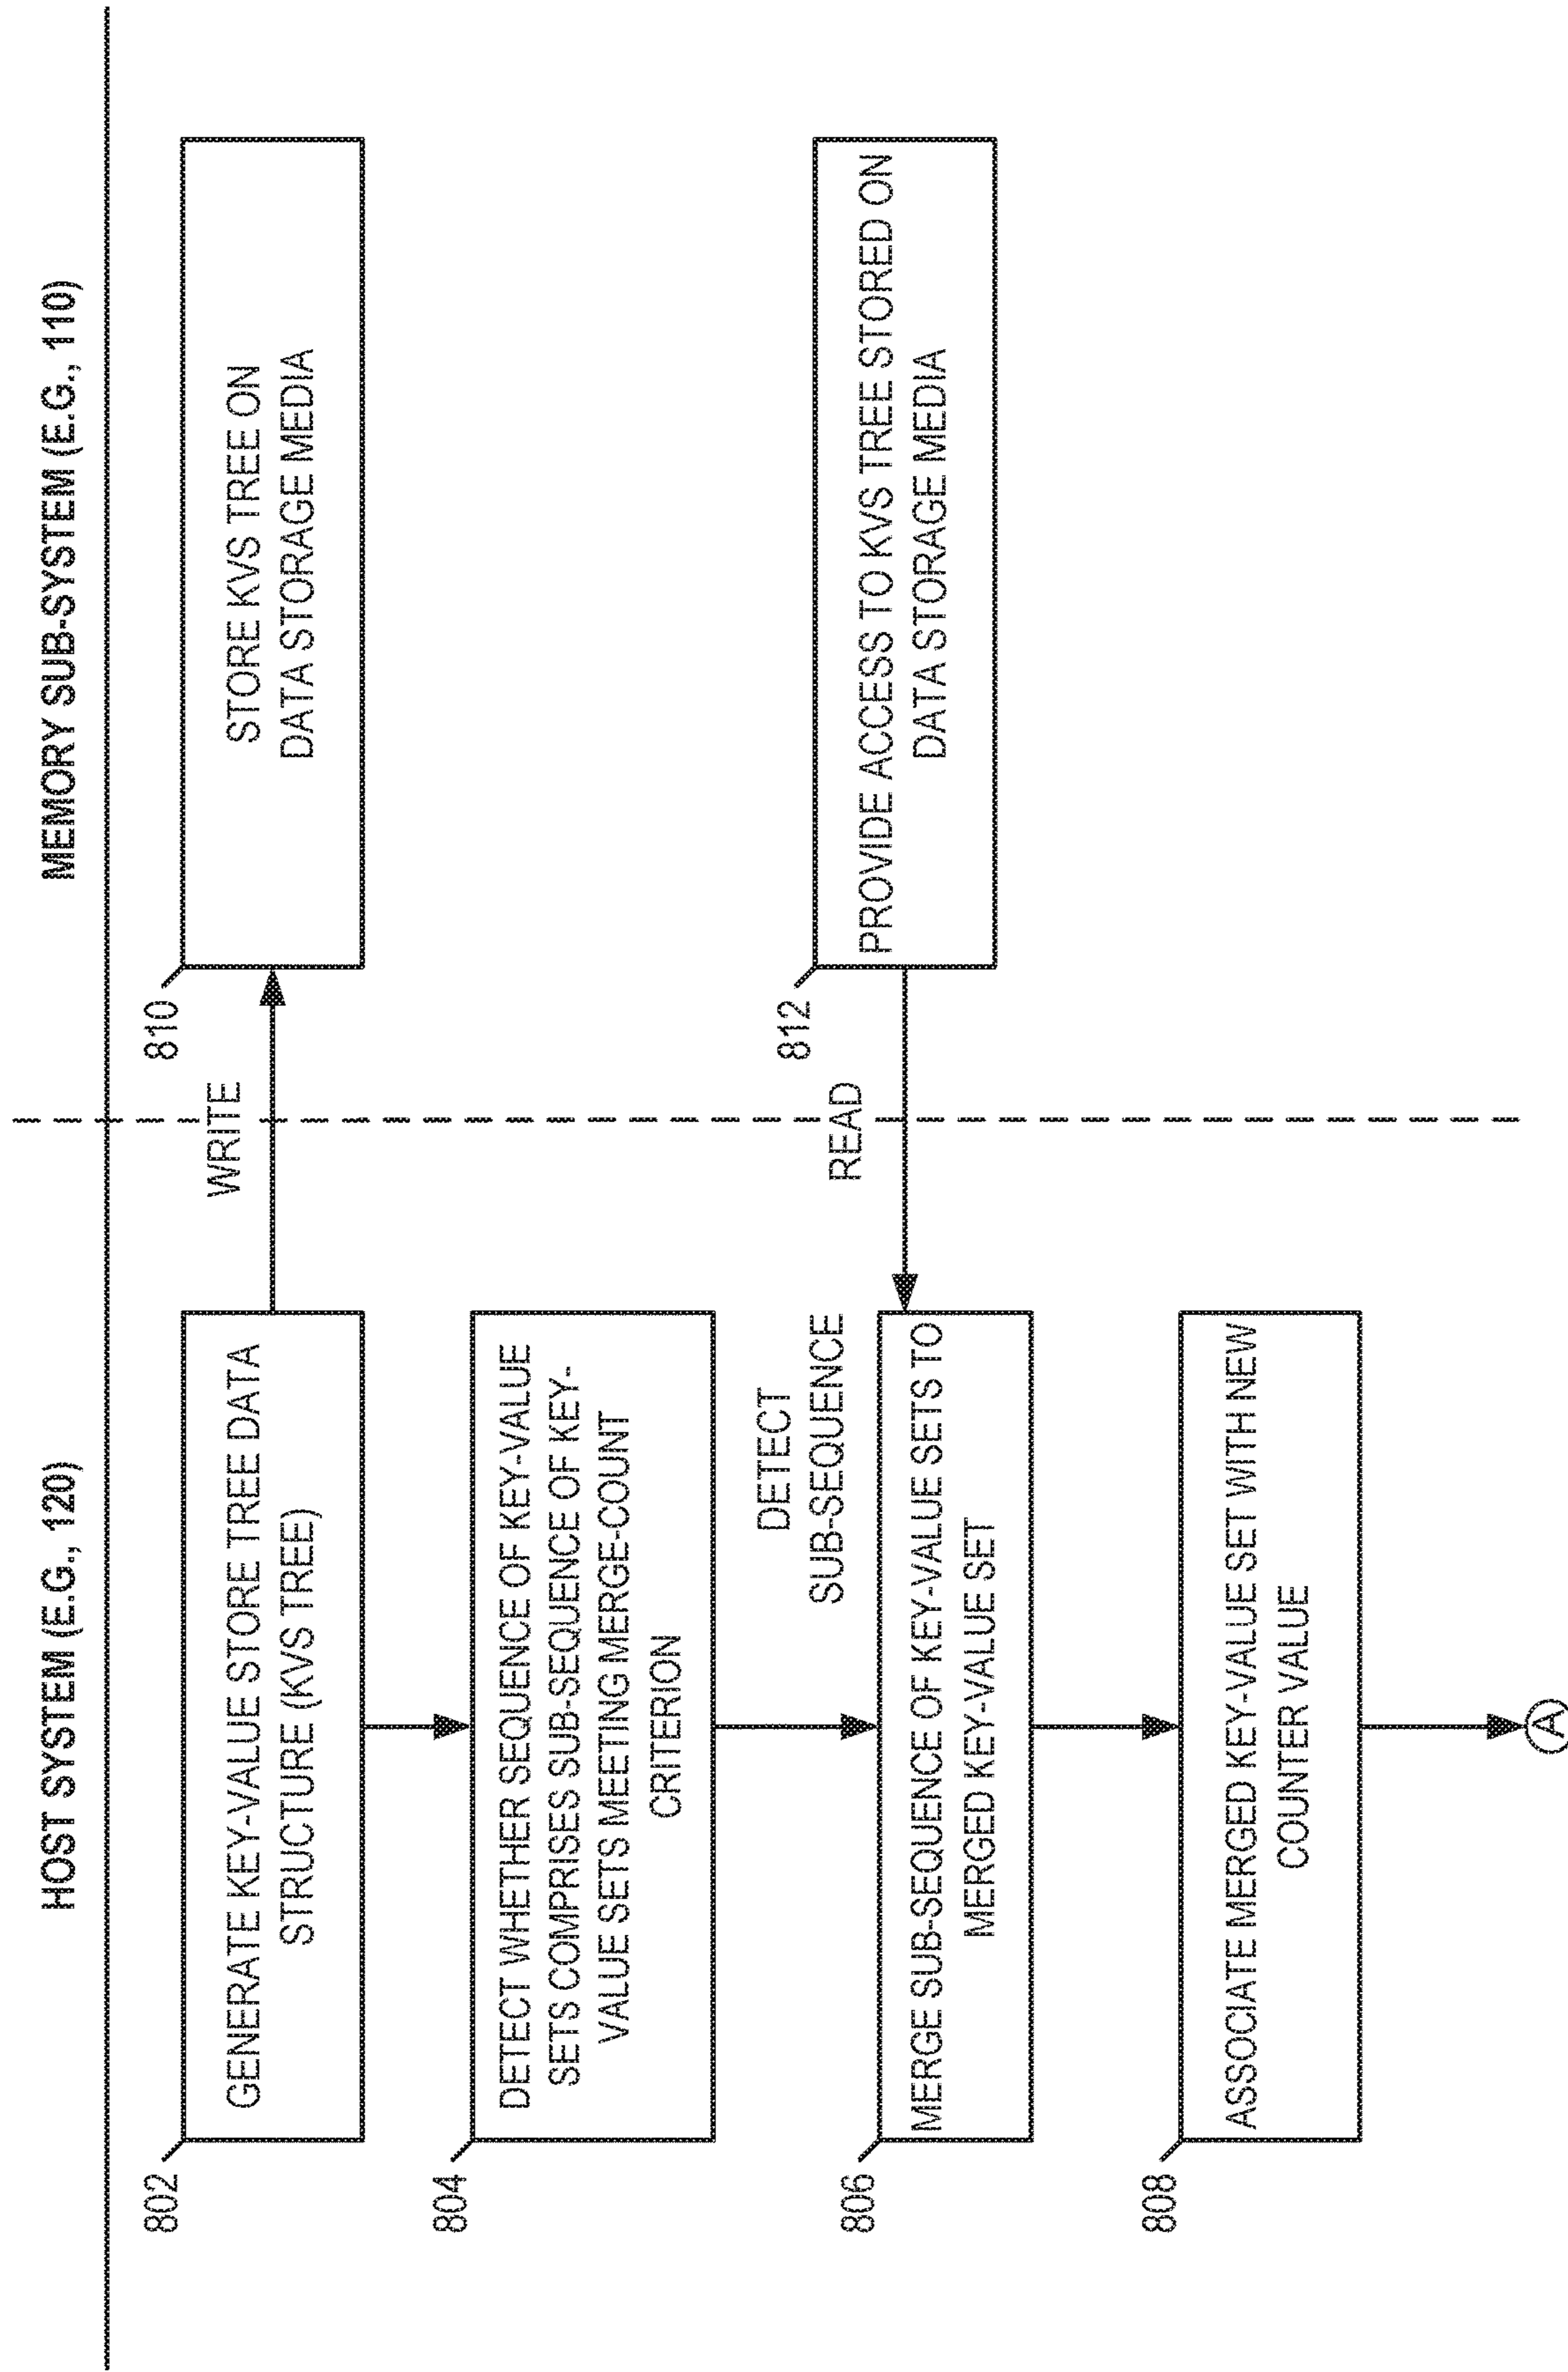 HOST SYSTEM (E.G., 120)
MEMORY SUB-SYSTEM (E.G., 110)
802
GENERATE KEY-VALUE STORE TREE DATA
STRUCTURE (KVS TREE)
WRITE
810
STORE KVS TREE ON
DATA STORAGE MEDIA
804
DETECT WHETHER SEQUENCE OF KEY-VALUE
SETS COMPRISES SUB-SEQUENCE OF KEY-
VALUE SETS MEETING MERGE-COUNT
CRITERION
DETECT
SUB-SEQUENCE
READ
812
PROVIDE ACCESS TO KVS TREE STORED ON
DATA STORAGE MEDIA
806
MERGE SUB-SEQUENCE OF KEY-VALUE SETS TO
MERGED KEY-VALUE SET
808
ASSOCIATE MERGED KEY-VALUE SET WITH NEW
COUNTER VALUE
A